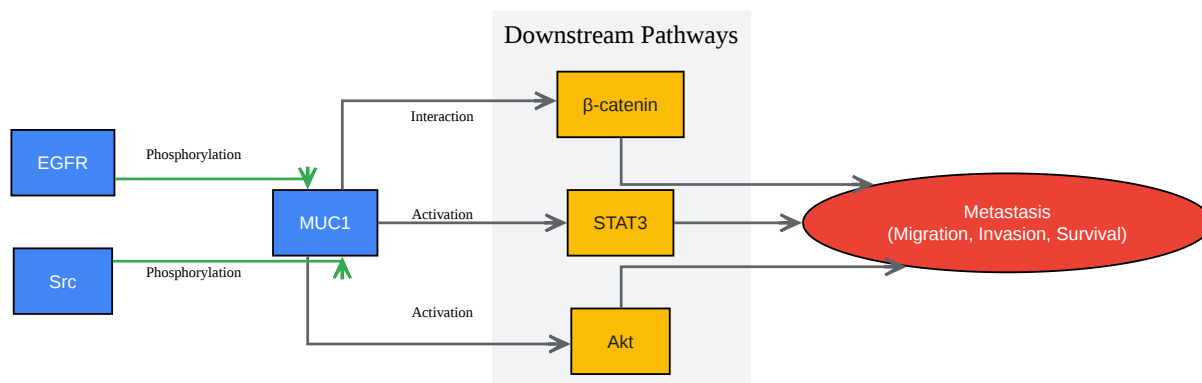 Downstream Pathways
β-catenin
Interaction
EGFR
Phosphorylation
MUC1
Activation
STAT3
Metastasis
(Migration, Invasion, Survival)
Src
Phosphorylation
Activation
Akt